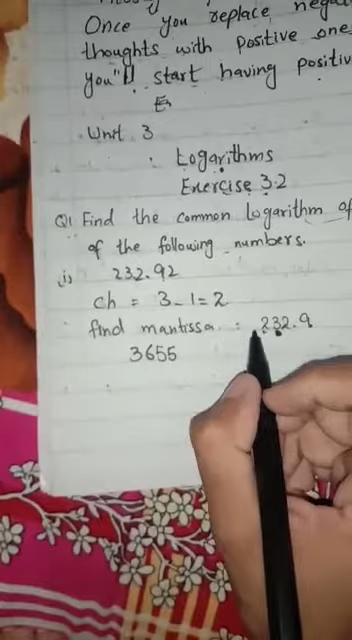 Once you replace
thoughts with positive one
you"ll start having positiv
Unit 3
Logarithms
Exercise 3.2
Q1 Find the common logarithm of
of the following numbers.
(i) 232.92
ch = 3-1=2
find mantissa : 232.9
3655